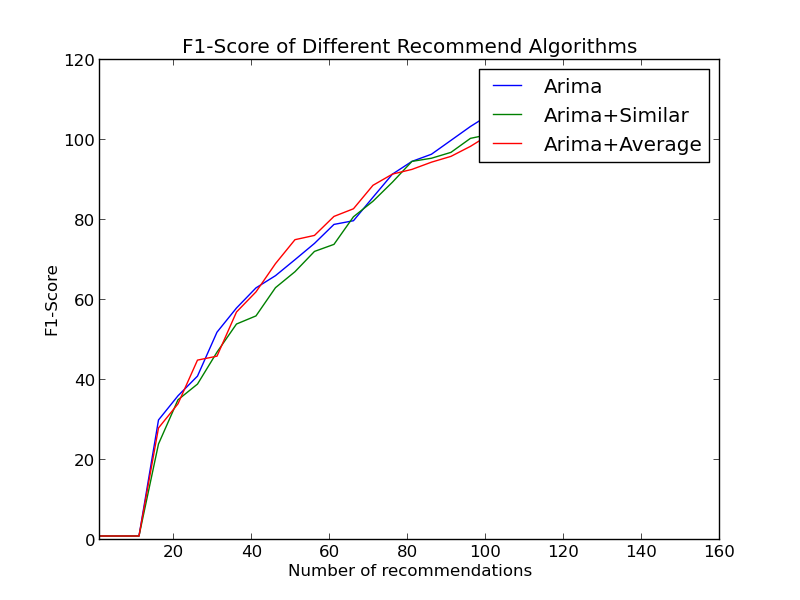 F1-Score of Different Recommend Algorithms
120
100
80
60
40
20
0
F1-Score
Arima
Arima+Similar
Arima+Average
20 40 60 80 100 120 140 160
Number of recommendations